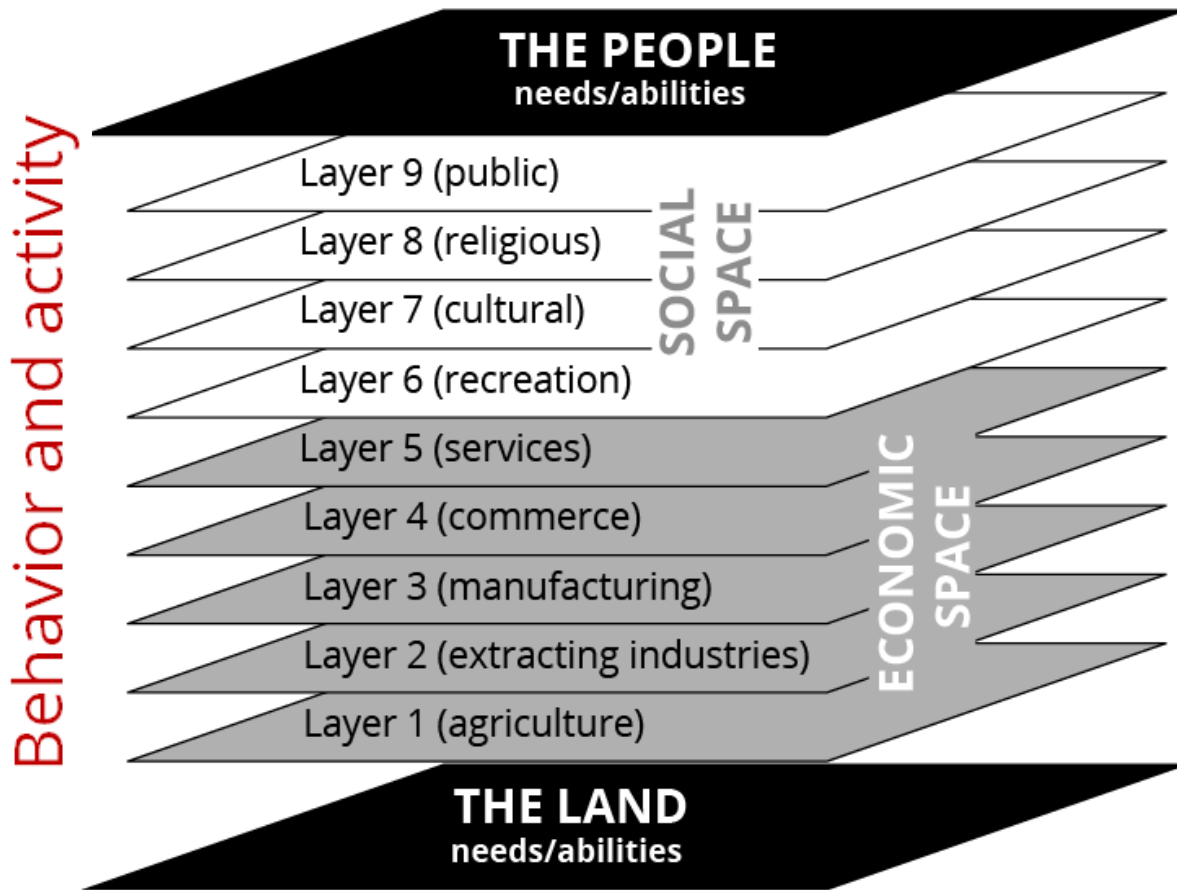 THE PEOPLE
needs/abilities
Behavior and activity
Layer 9 (public)
Layer 8 (religious)
Layer 7 (cultural)
Layer 6 (recreation)
SOCIAL
SPACE
Layer 5 (services)
Layer 4 (commerce)
Layer 3 (manufacturing)
Layer 2 (extracting industries)
Layer 1 (agriculture)
ECONOMIC
SPACE
THE LAND
needs/abilities